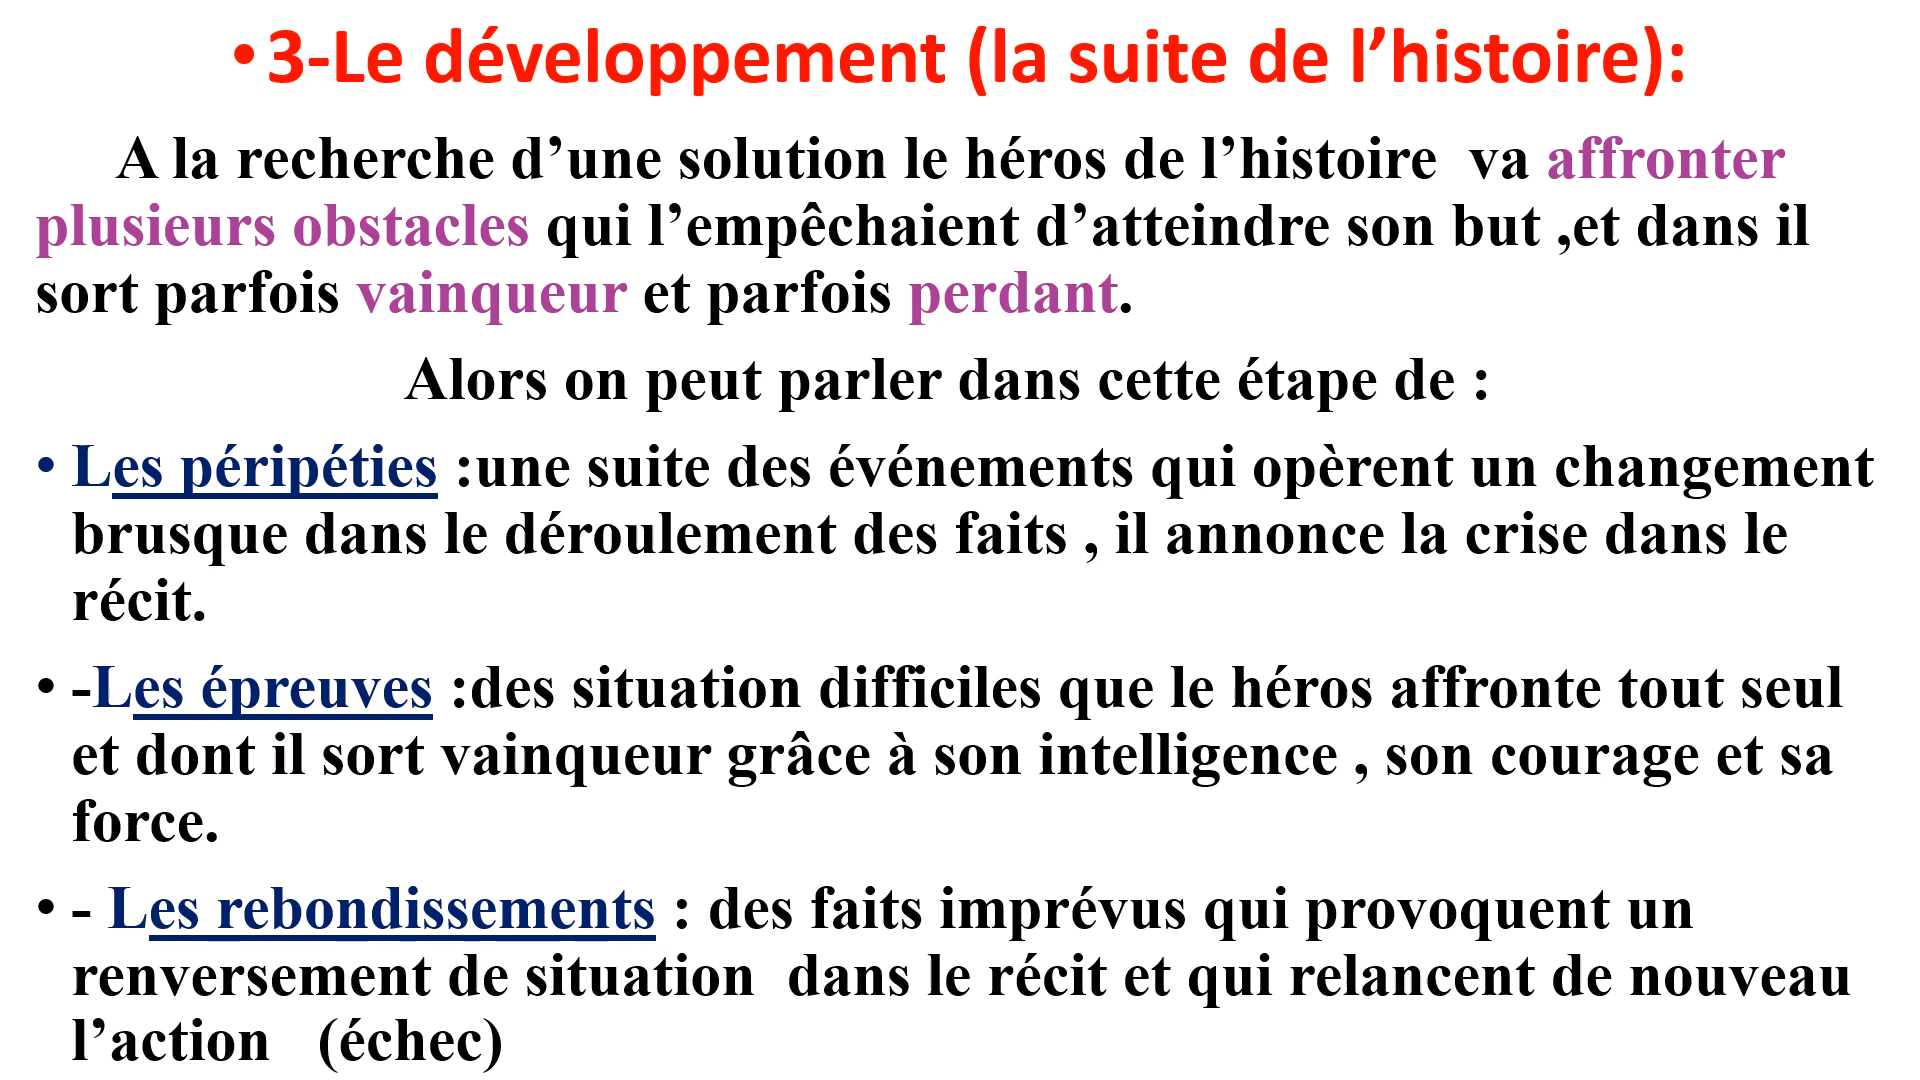 • 3-Le développement (la suite de l’histoire):
A la recherche d’une solution le héros de l’histoire  va affronter
plusieurs obstacles qui l’empêchaient d’atteindre son but ,et dans il
sort parfois vainqueur et parfois perdant.
Alors on peut parler dans cette étape de :
• Les péripéties :une suite des événements qui opèrent un changement
brusque dans le déroulement des faits , il annonce la crise dans le
récit.
• -Les épreuves :des situation difficiles que le héros affronte tout seul
et dont il sort vainqueur grâce à son intelligence , son courage et sa
force.
• - Les rebondissements : des faits imprévus qui provoquent un
renversement de situation  dans le récit et qui relancent de nouveau
l’action   (échec)